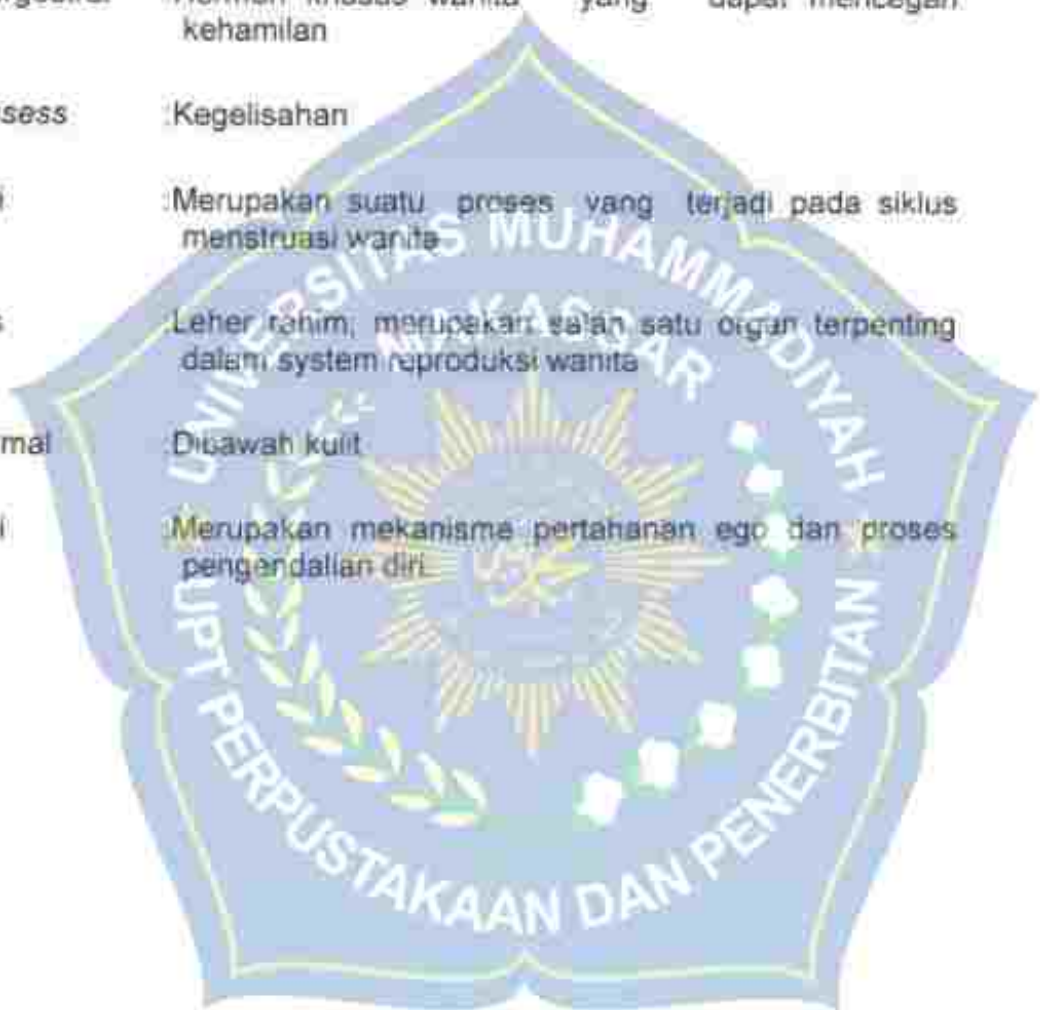 kehamilan
sess :Kegelisahan
i :Merupakan suatu proses yang terjadi pada siklus
menstruasi wanita
s :Leher rahim, merupakan salah satu organ terpenting
dalam system reproduksi wanita
mal :Dibawah kulit
i :Merupakan mekanisme pertahanan ego dan proses
pengendalian diri.
UNIVERSITAS MUHAMMADIYAH
MAKASSAR
UPT PERPUSTAKAAN DAN PENERBITAN